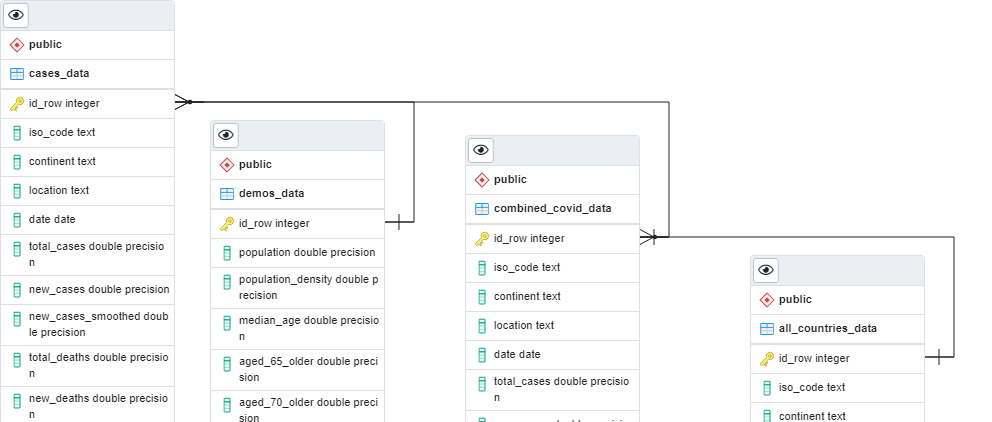 public
cases_data
id_row integer
iso_code text
continent text
location text
date date
total_cases double precisio
n
new_cases double precision
new_cases_smoothed doub
le precision
total_deaths double precisio
n
new_deaths double precisio
n
public
demos_data
id_row integer
population double precision
population_density double p
recision
median_age double precisio
n
aged_65_older double preci
sion
aged_70_older double preci
sion
public
combined_covid_data
id_row integer
iso_code text
continent text
location text
date date
total_cases double precisio
n
public
all_countries_data
id_row integer
iso_code text
continent text